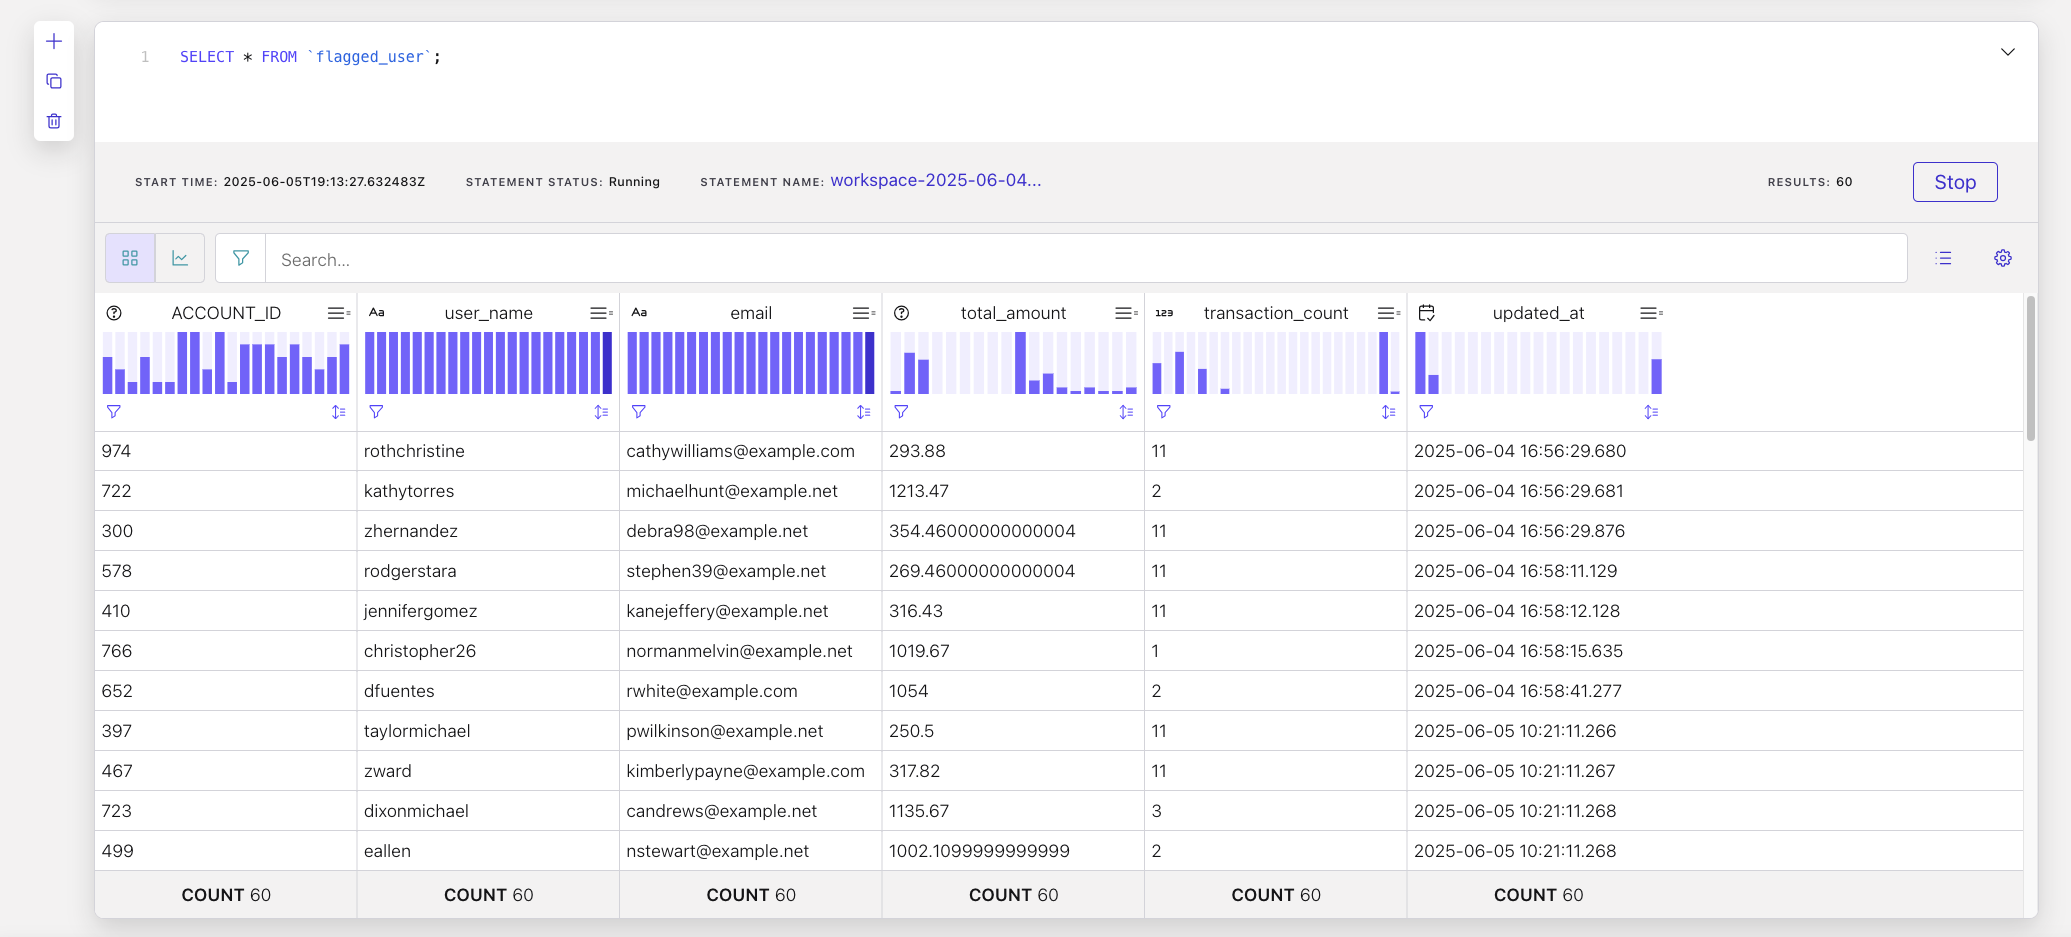 1 SELECT * FROM `flagged_user`;
START TIME: 2025-06-05T19:13:27.632483Z STATEMENT STATUS: Running STATEMENT NAME: workspace-2025-06-04... RESULTS: 60 Stop
Search...
ACCOUNT_ID Aa user_name Aa email total_amount 123 transaction_count updated_at
974 rothchristine cathywilliams@example.com 293.88 11 2025-06-04 16:56:29.680
722 kathytorres michaelhunt@example.net 1213.47 2 2025-06-04 16:56:29.681
300 zhernandez debra98@example.net 354.46000000000004 11 2025-06-04 16:56:29.876
578 rodgerstara stephen39@example.net 269.46000000000004 11 2025-06-04 16:58:11.129
410 jennifergomez kanejeffery@example.net 316.43 11 2025-06-04 16:58:12.128
766 christopher26 normanmelvin@example.net 1019.67 1 2025-06-04 16:58:15.635
652 dfuentes rwhite@example.com 1054 2 2025-06-04 16:58:41.277
397 taylormichael pwilkinson@example.net 250.5 11 2025-06-05 10:21:11.266
467 zward kimberlypayne@example.com 317.82 11 2025-06-05 10:21:11.267
723 dixonmichael candrews@example.net 1135.67 3 2025-06-05 10:21:11.268
499 eallen nstewart@example.net 1002.1099999999999 2 2025-06-05 10:21:11.268
COUNT 60 COUNT 60 COUNT 60 COUNT 60 COUNT 60 COUNT 60